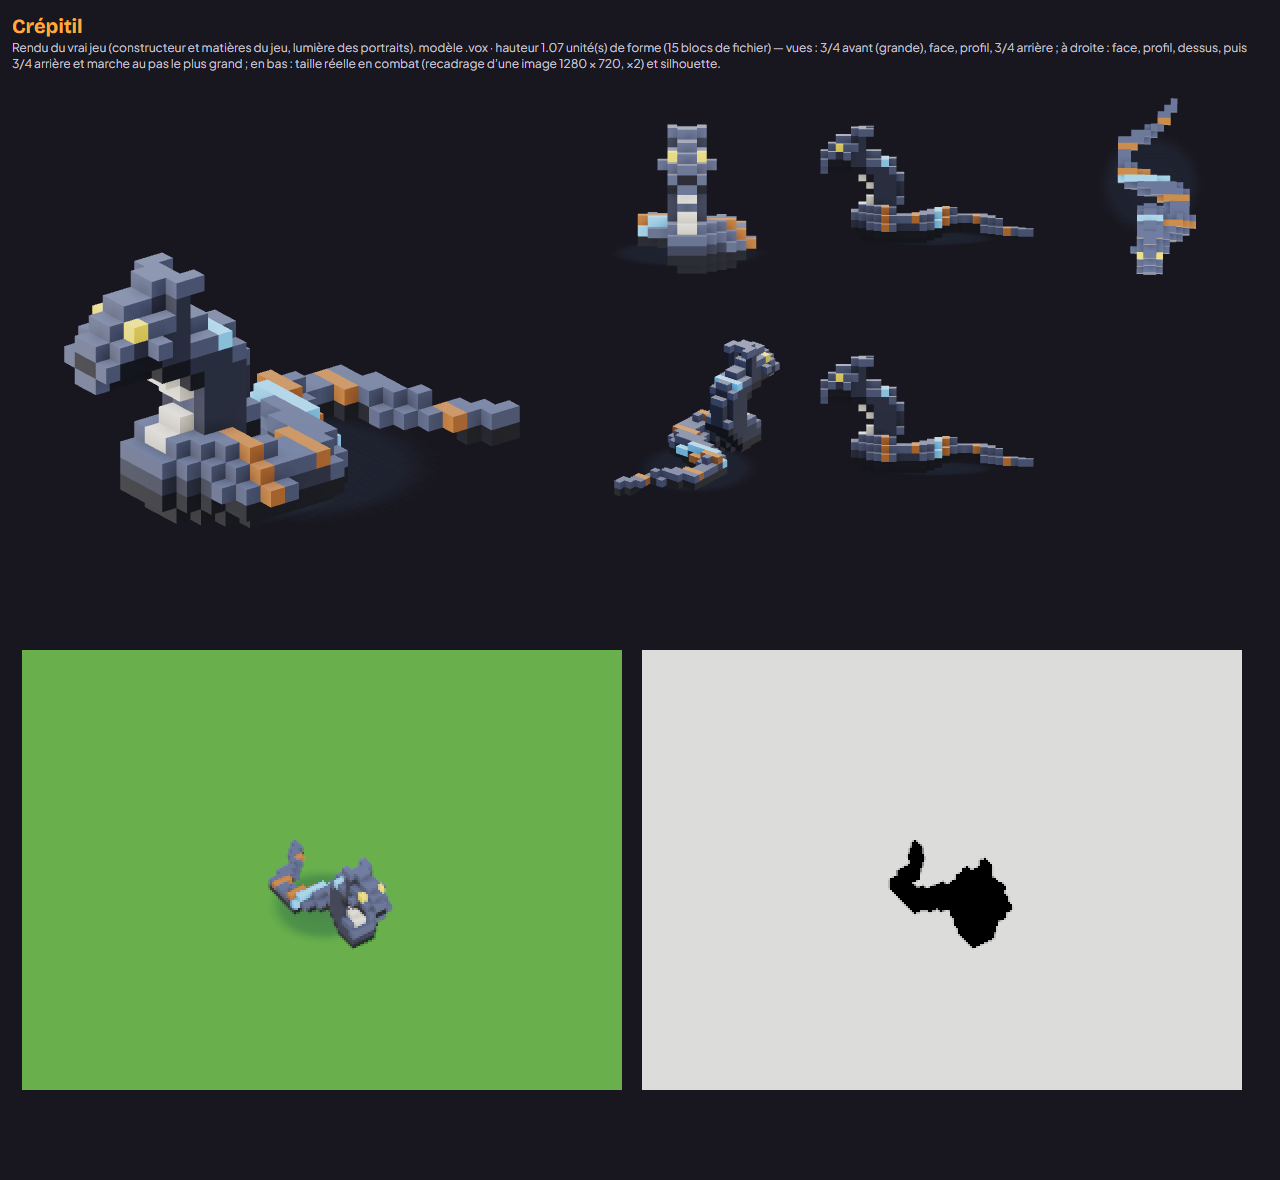 Crépitil
Rendu du vrai jeu (constructeur et matières du jeu, lumière des portraits). modèle .vox · hauteur 1.07 unité(s) de forme (15 blocs de fichier) — vues : 3/4 avant (grande), face, profil, 3/4 arrière ; à droite : face, profil, dessus, puis
3/4 arrière et marche au pas le plus grand ; en bas : taille réelle en combat (recadrage d'une image 1280 × 720, ×2) et silhouette.